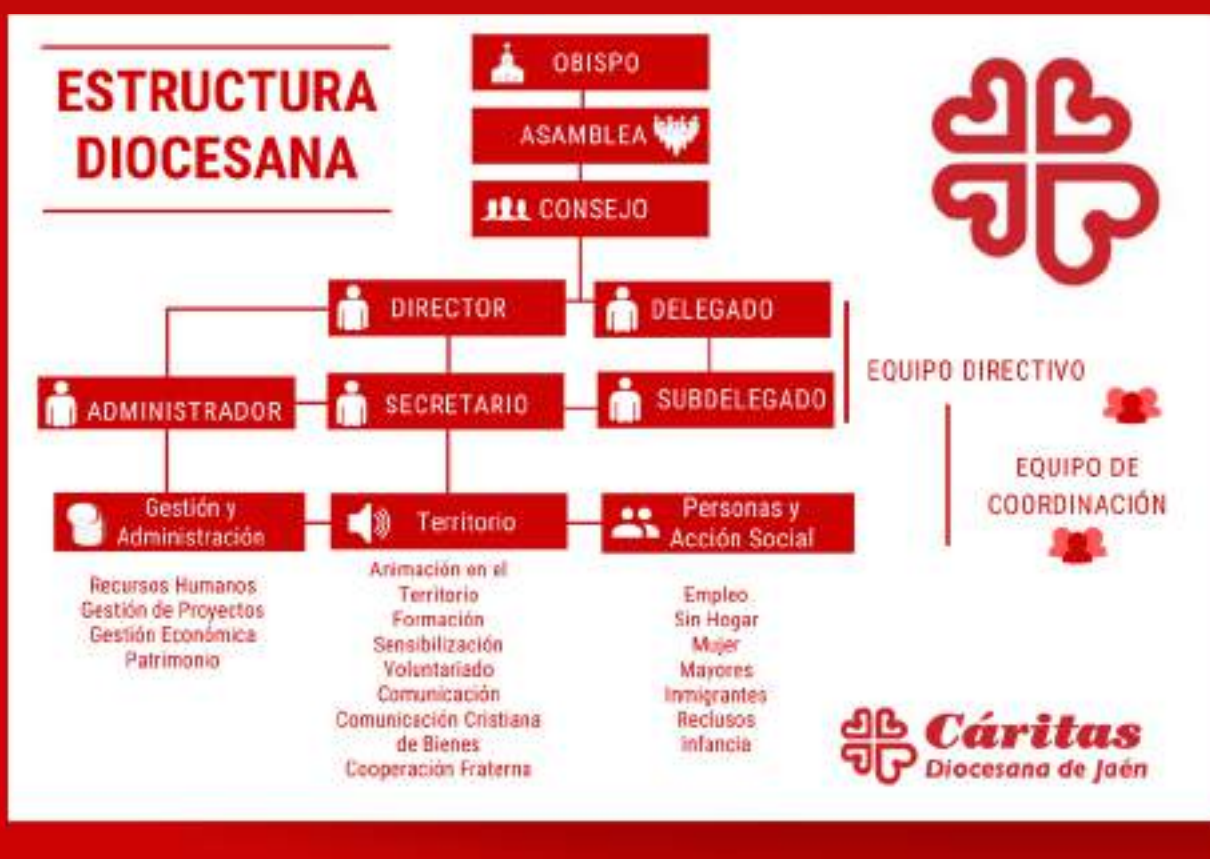 ESTRUCTURA
DIOCESANA
OBISPO
ASAMBLEA
CONSEJO
DIRECTOR
DELEGADO
EQUIPO DIRECTIVO
ADMINISTRADOR
SECRETARIO
SUBDELEGADO
EQUIPO DE
COORDINACIÓN
Gestión y
Administración
Territorio
Personas y
Acción Social
Recursos Humanos
Gestión de Proyectos
Gestión Económica
Patrimonio
Animación en el
Territorio
Formación
Sensibilización
Voluntariado
Comunicación
Comunicación Cristiana
de Bienes
Cooperación Fraterna
Empleo
Sin Hogar
Mujer
Mayores
Inmigrantes
Reclusos
Infancia
Cáritas
Diocesana de Jaén